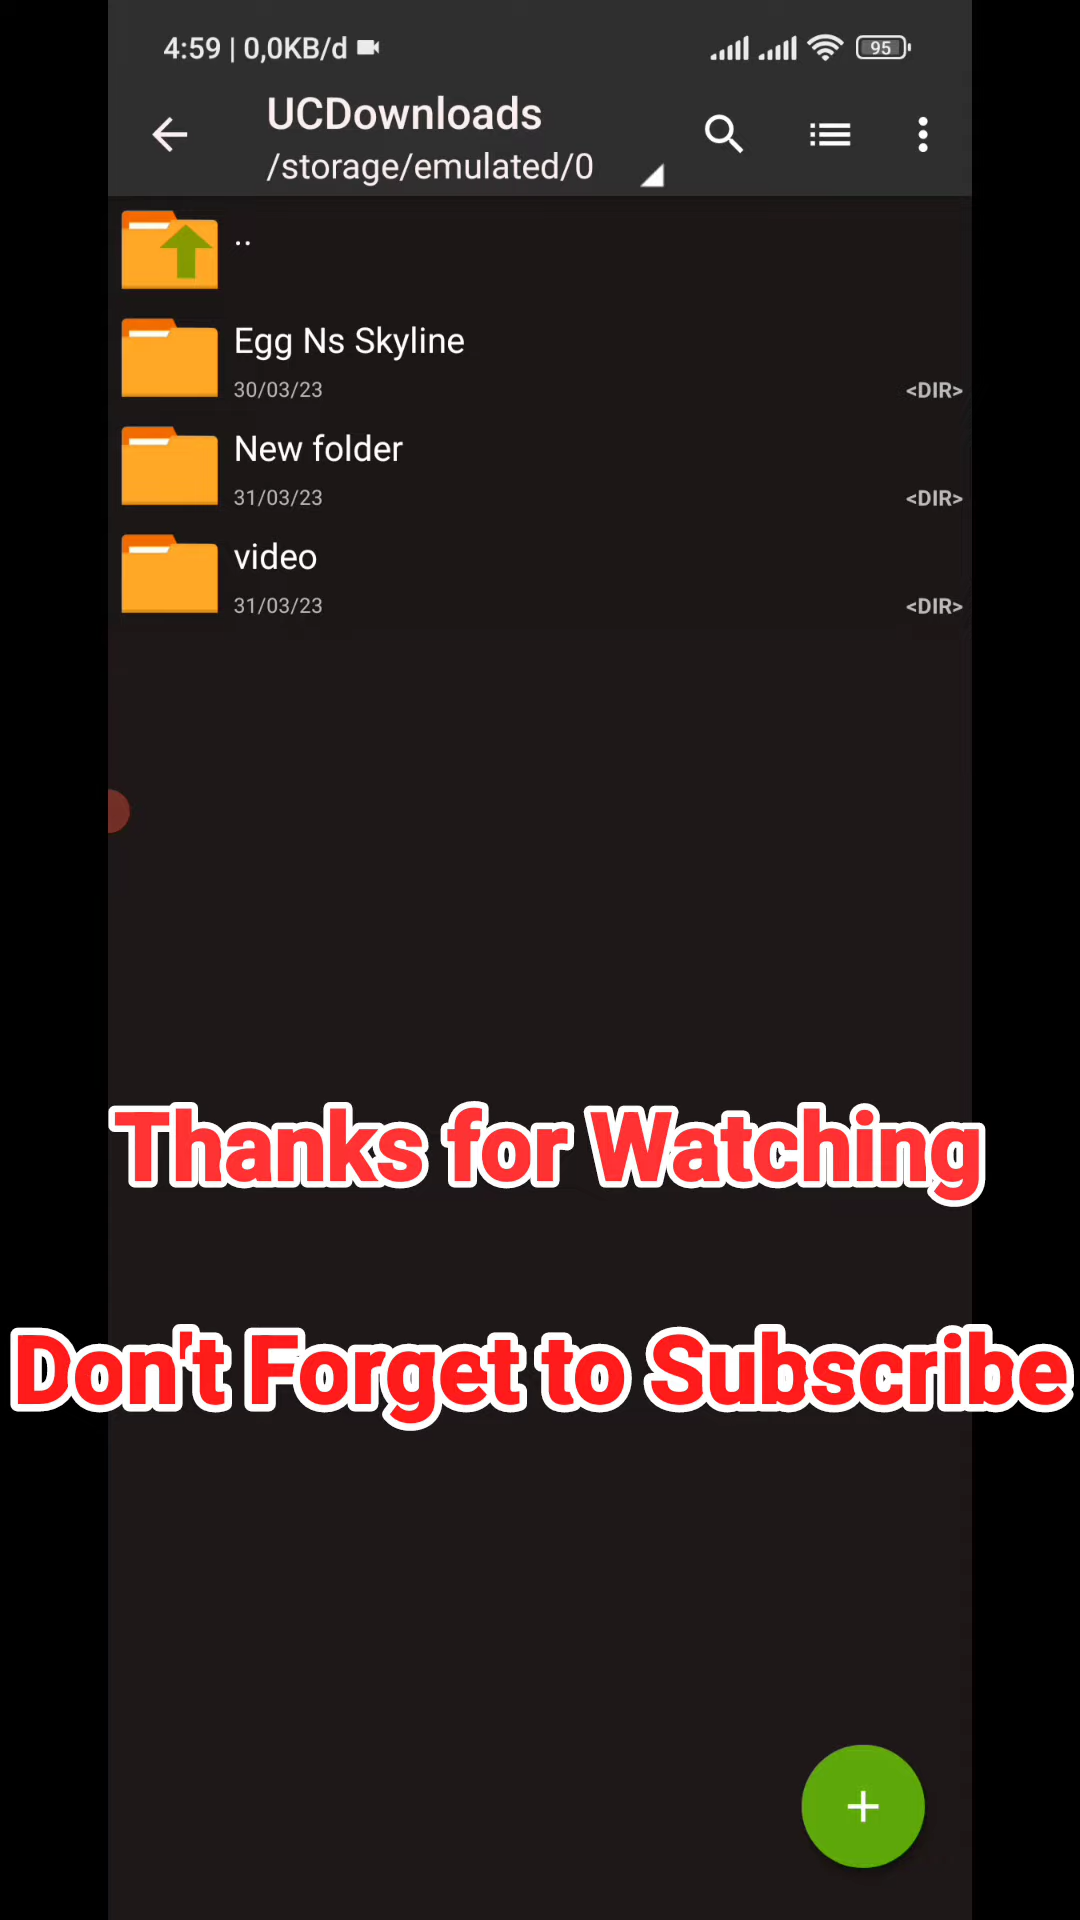 4:59 | 0,0KB/d
95
UCDownloads
/storage/emulated/0
..
Egg Ns Skyline
30/03/23 <DIR>
New folder
31/03/23 <DIR>
video
31/03/23 <DIR>
Thanks for Watching
Don't Forget to Subscribe